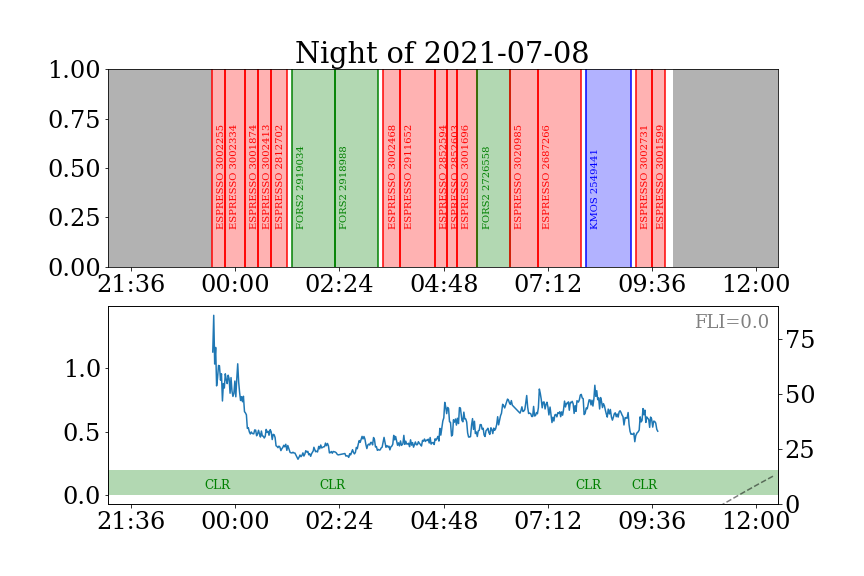 Night of 2021-07-08
1.00
0.75
0.50
0.25
0.00
ESPRESSO 3002255
ESPRESSO 3002334
ESPRESSO 3001874
ESPRESSO 3002413
ESPRESSO 2812702
FORS2 2919034
FORS2 2918988
ESPRESSO 3002468
ESPRESSO 2911652
ESPRESSO 2852594
ESPRESSO 2852603
ESPRESSO 3001696
FORS2 2726558
ESPRESSO 3020985
ESPRESSO 2687266
KMOS 2549441
ESPRESSO 3002731
ESPRESSO 3001599
21:36 00:00 02:24 04:48 07:12 09:36 12:00
FLI=0.0
1.0
0.5
0.0
75
50
25
0
CLR CLR CLR CLR
21:36 00:00 02:24 04:48 07:12 09:36 12:00